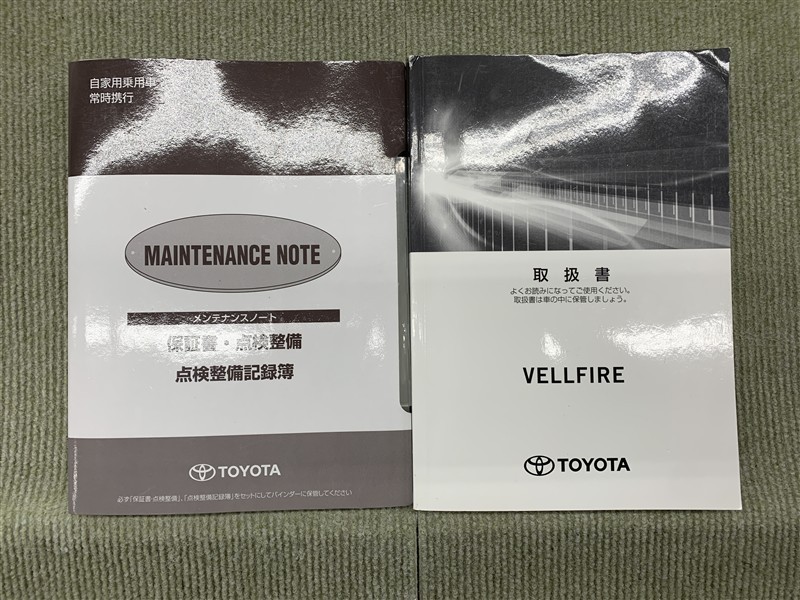 自家用乗用車
常時携行
MAINTENANCE NOTE
メンテナンスノート
保証書・点検整備
点検整備記録簿
TOYOTA
必ず「保証書・点検整備」、「点検整備記録簿」をセットにしてバインダーに保管してください
取扱書
よくお読みになってご使用ください。
取扱書は車の中に保管しましょう。
VELLFIRE
TOYOTA